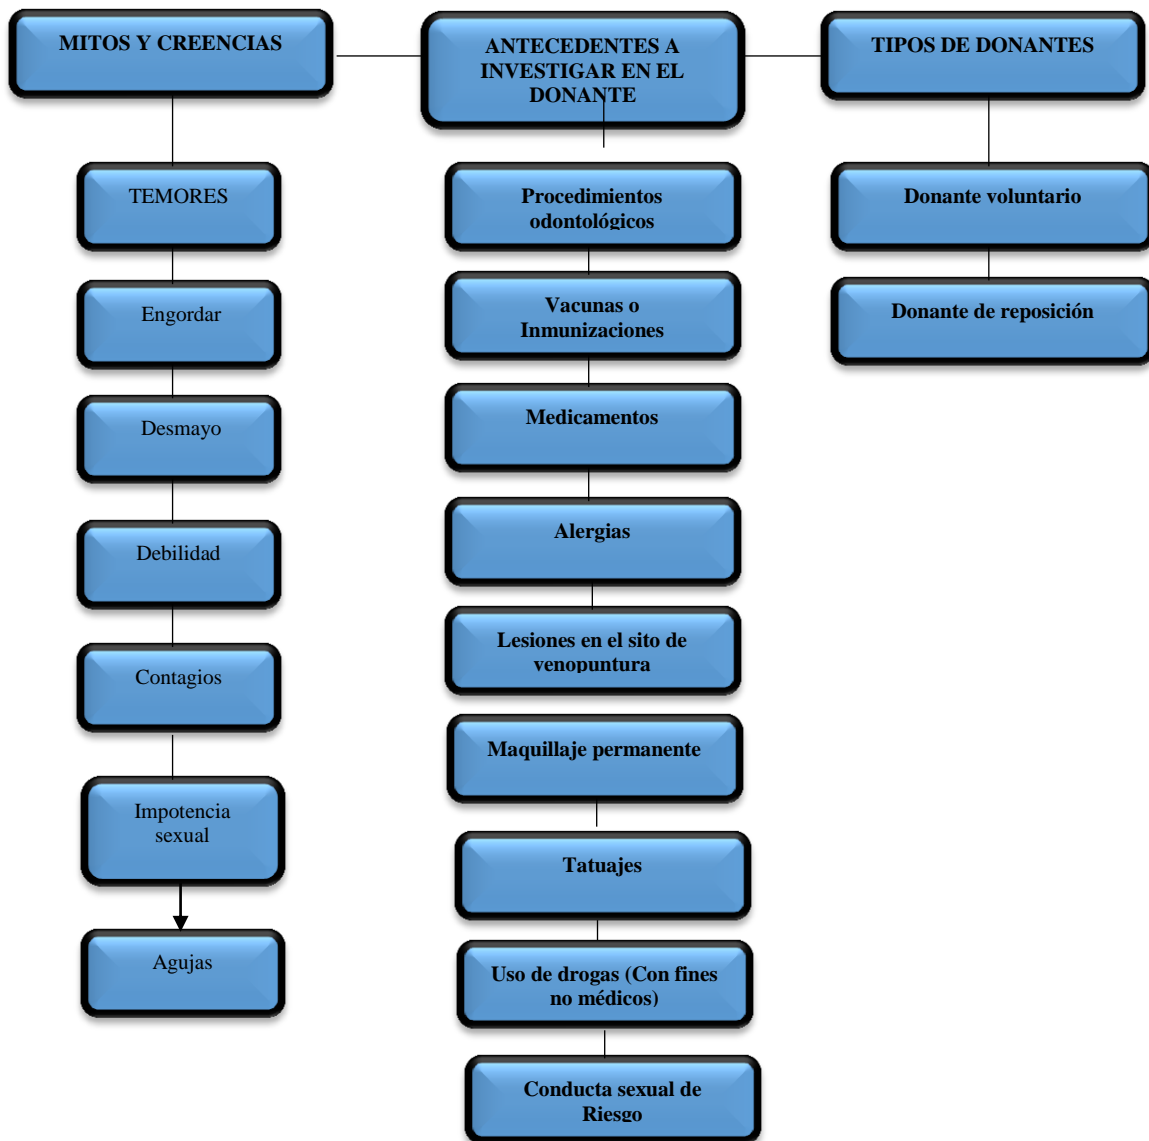 MITOS Y CREENCIAS
TEMORES
Engordar
Desmayo
Debilidad
Contagios
Impotencia
sexual
Agujas
ANTECEDENTES A
INVESTIGAR EN EL
DONANTE
Procedimientos
odontológicos
Vacunas o
Inmunizaciones
Medicamentos
Alergias
Lesiones en el sito de
venopuntura
Maquillaje permanente
Tatuajes
Uso de drogas (Con fines
no médicos)
Conducta sexual de
Riesgo
TIPOS DE DONANTES
Donante voluntario
Donante de reposición